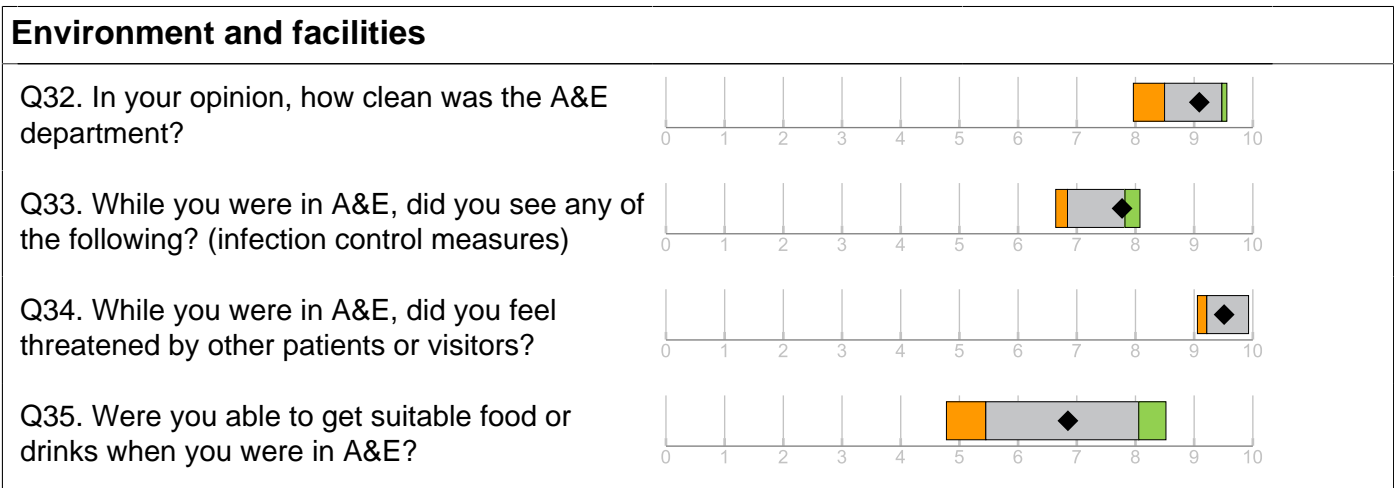 Environment and facilities
Q32. In your opinion, how clean was the A&E
department?
0 1 2 3 4 5 6 7 8 9 10
Q33. While you were in A&E, did you see any of
the following? (infection control measures)
0 1 2 3 4 5 6 7 8 9 10
Q34. While you were in A&E, did you feel
threatened by other patients or visitors?
0 1 2 3 4 5 6 7 8 9 10
Q35. Were you able to get suitable food or
drinks when you were in A&E?
0 1 2 3 4 5 6 7 8 9 10